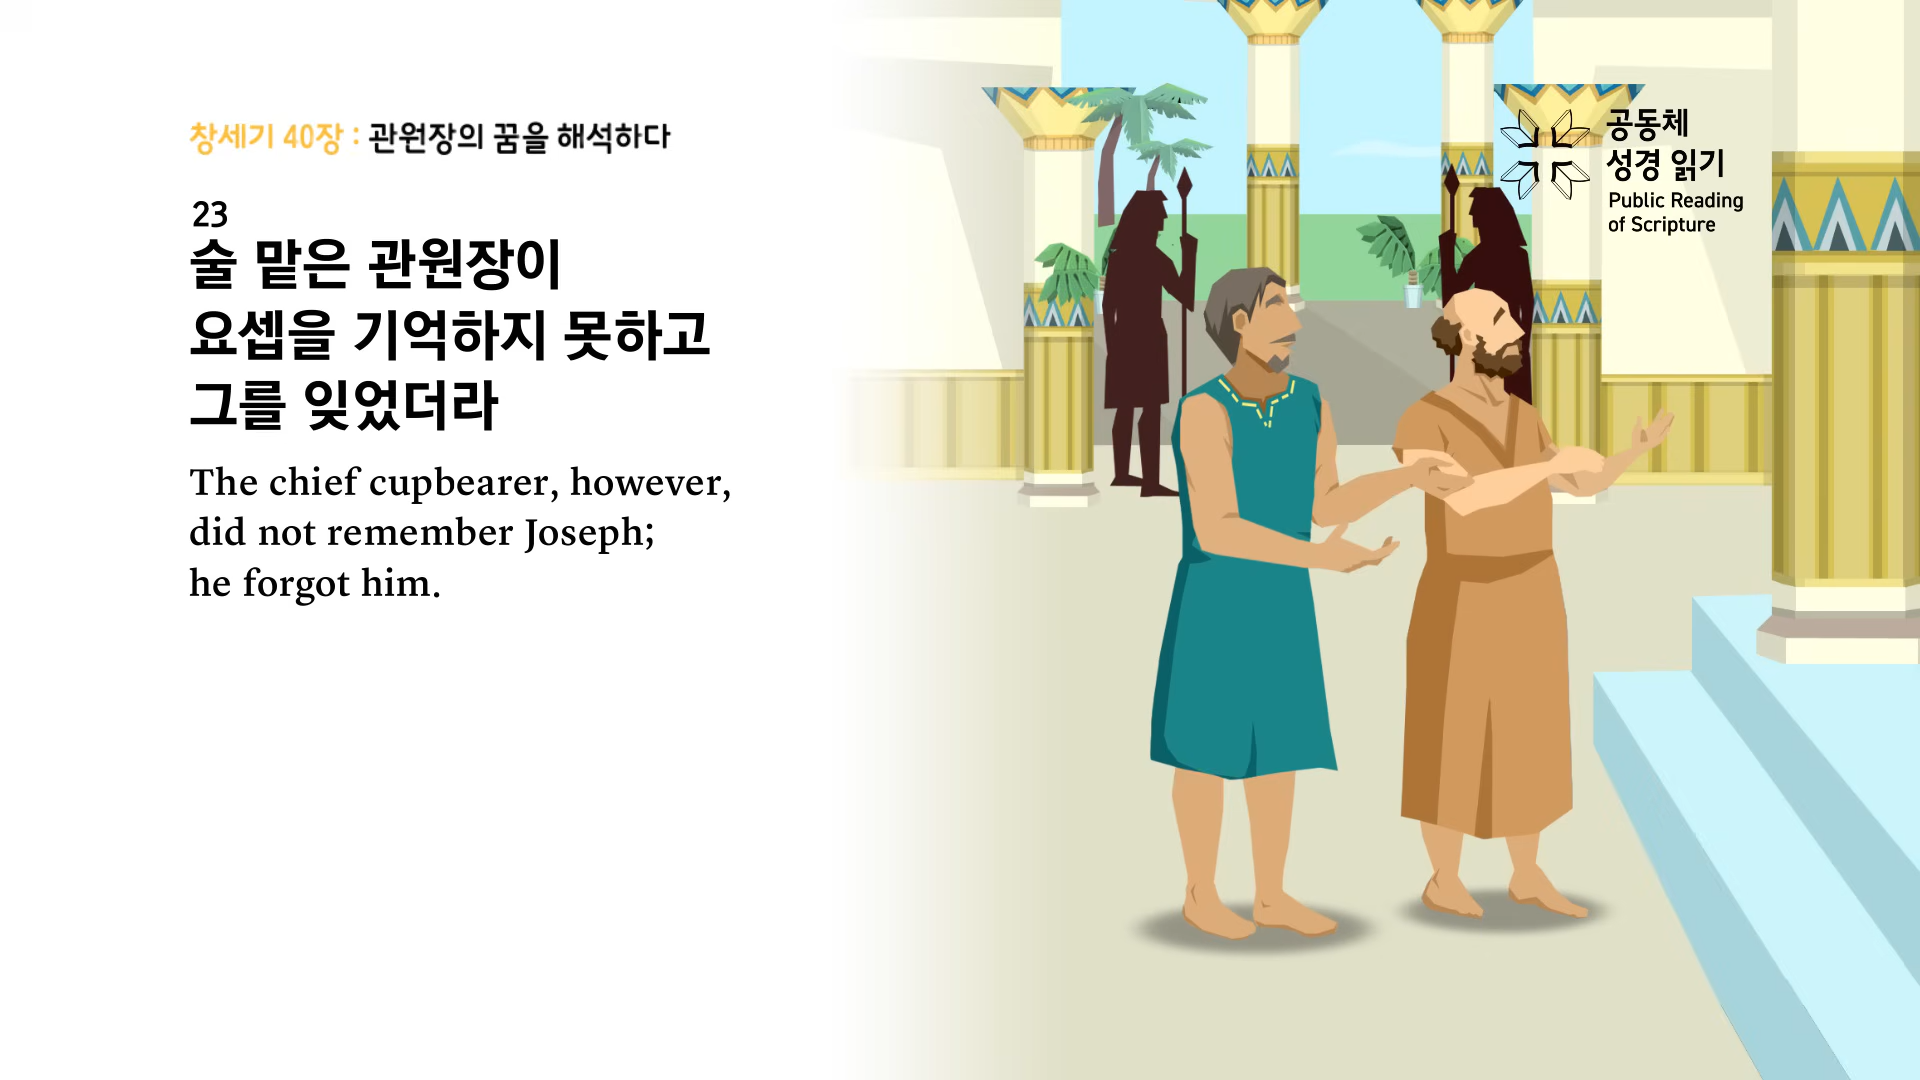 창세기 40장 : 관원장의 꿈을 해석하다
23
술 맡은 관원장이
요셉을 기억하지 못하고
그를 잊었더라
The chief cupbearer, however,
did not remember Joseph;
he forgot him.
공동체
성경 읽기
Public Reading
of Scripture